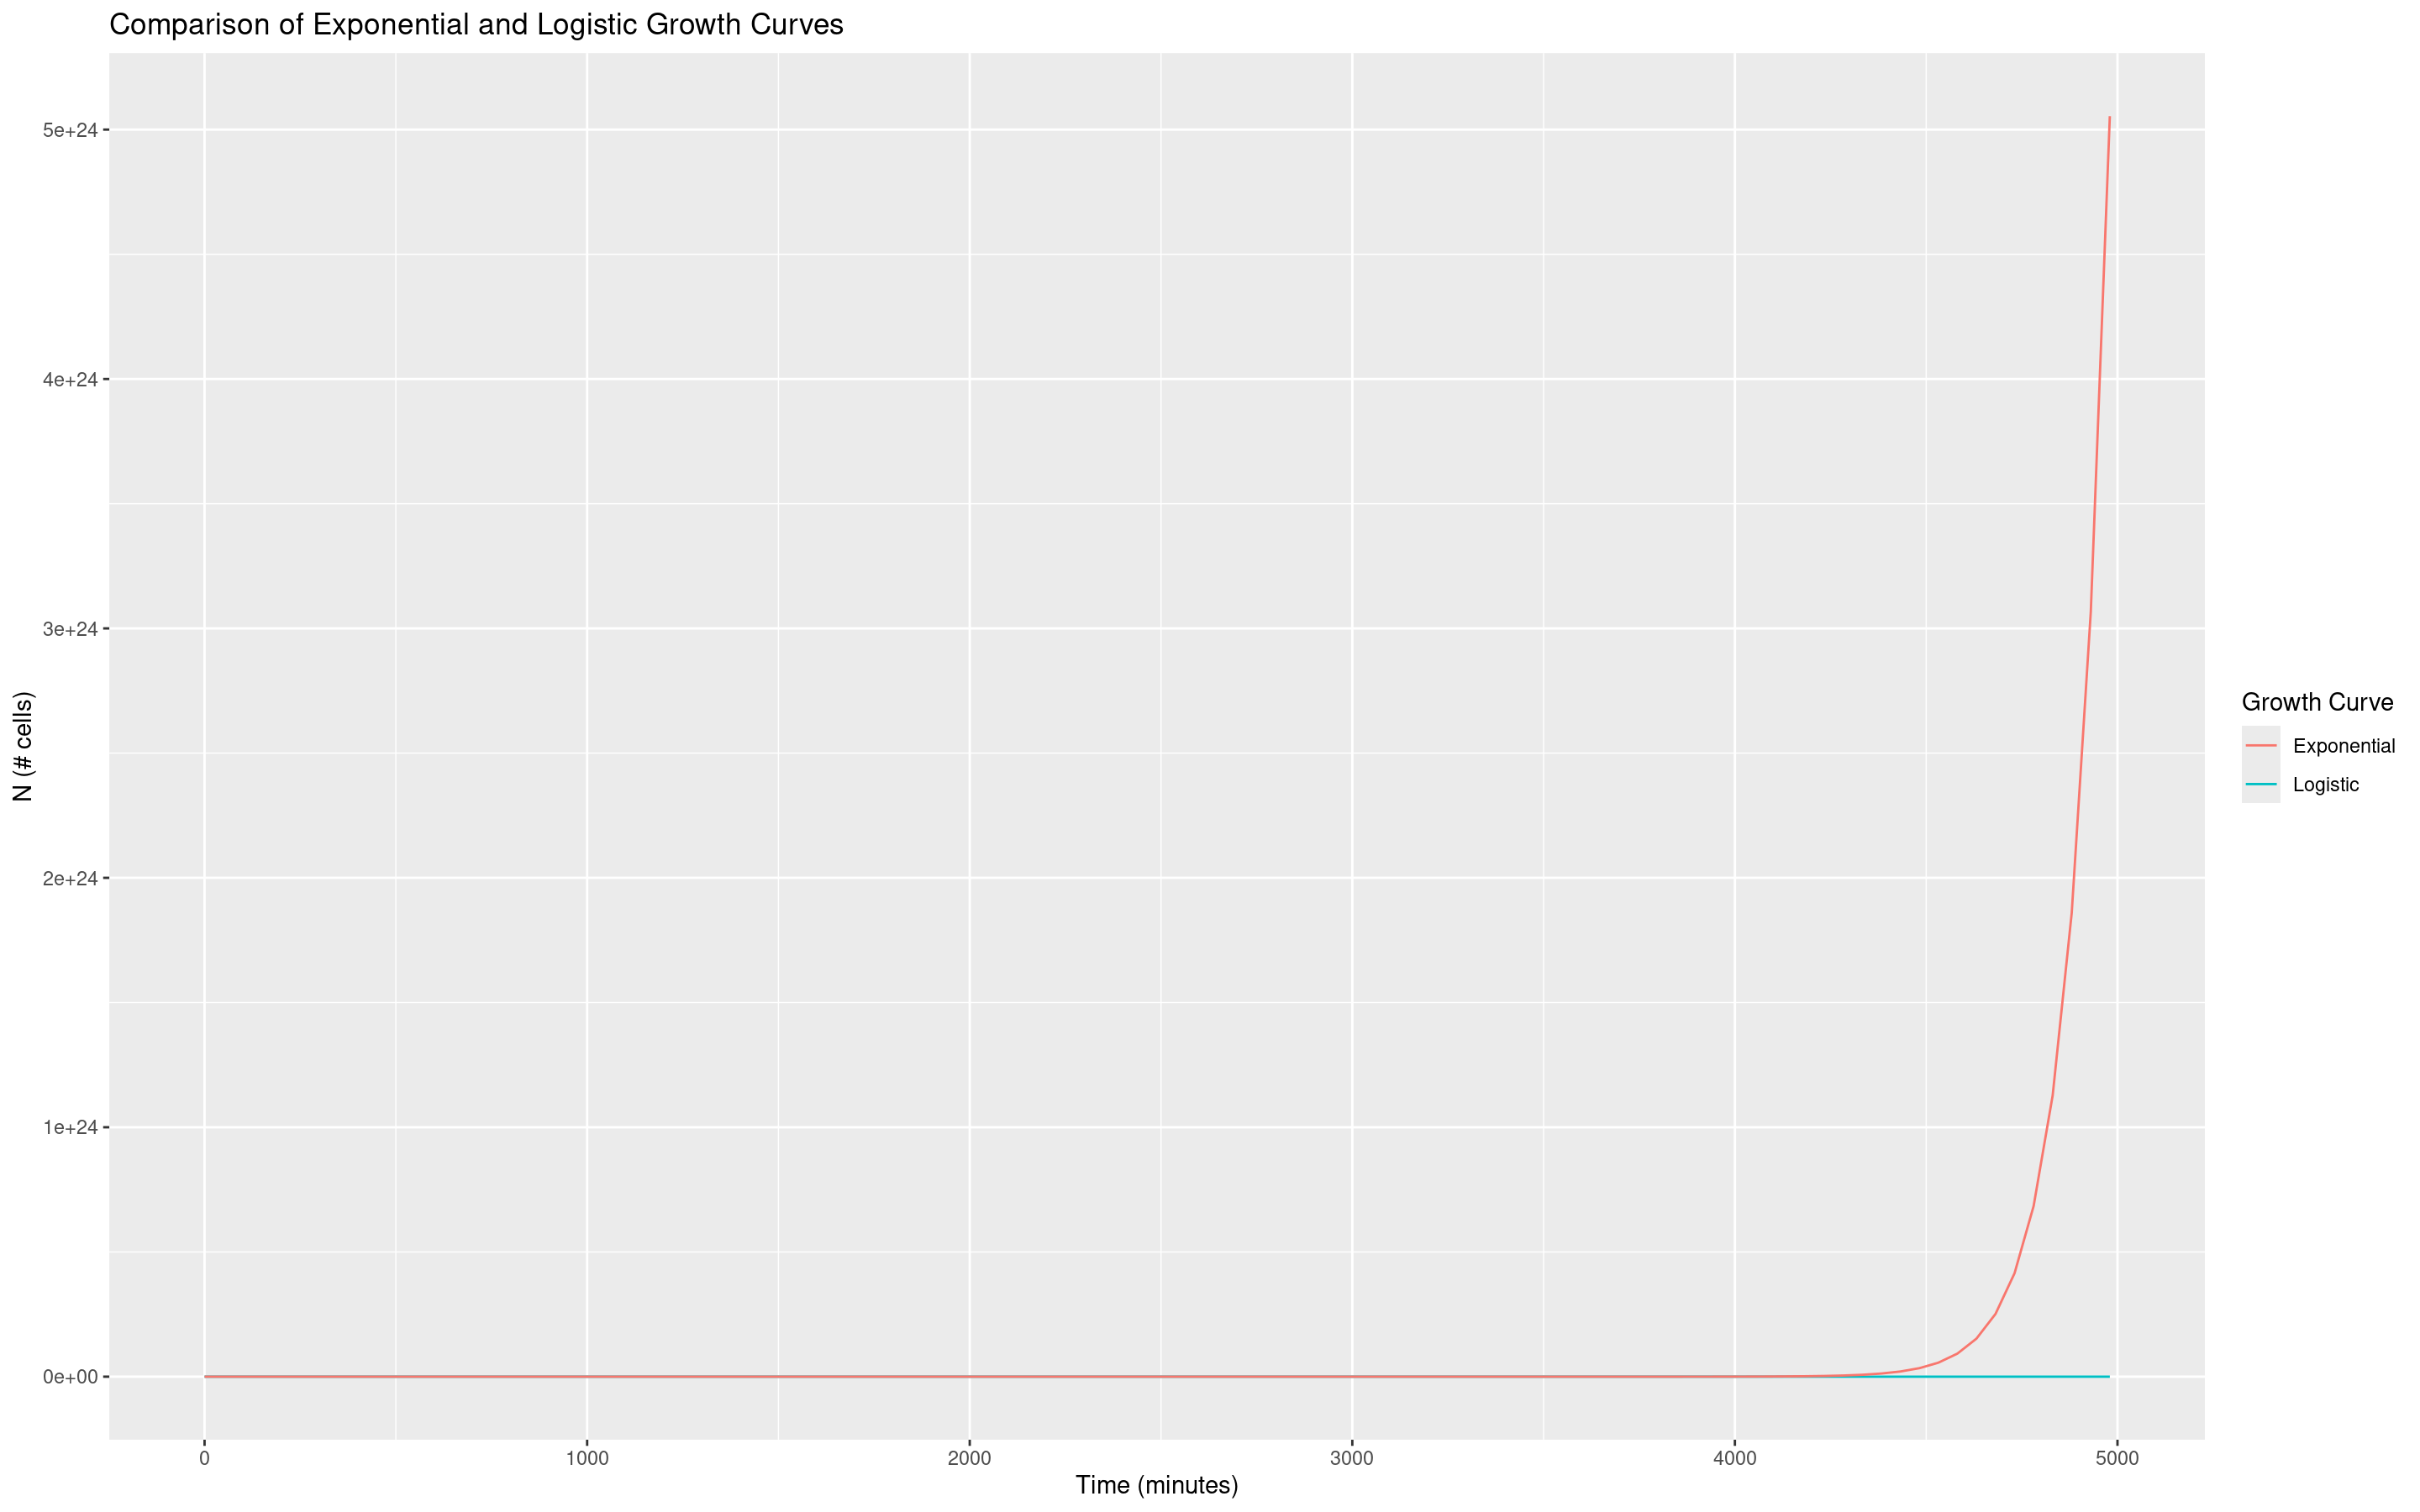 Comparison of Exponential and Logistic Growth Curves
5e+24
4e+24
3e+24
2e+24
1e+24
0e+00
N (# cells)
0 1000 2000 3000 4000 5000
Time (minutes)
Growth Curve
Exponential
Logistic